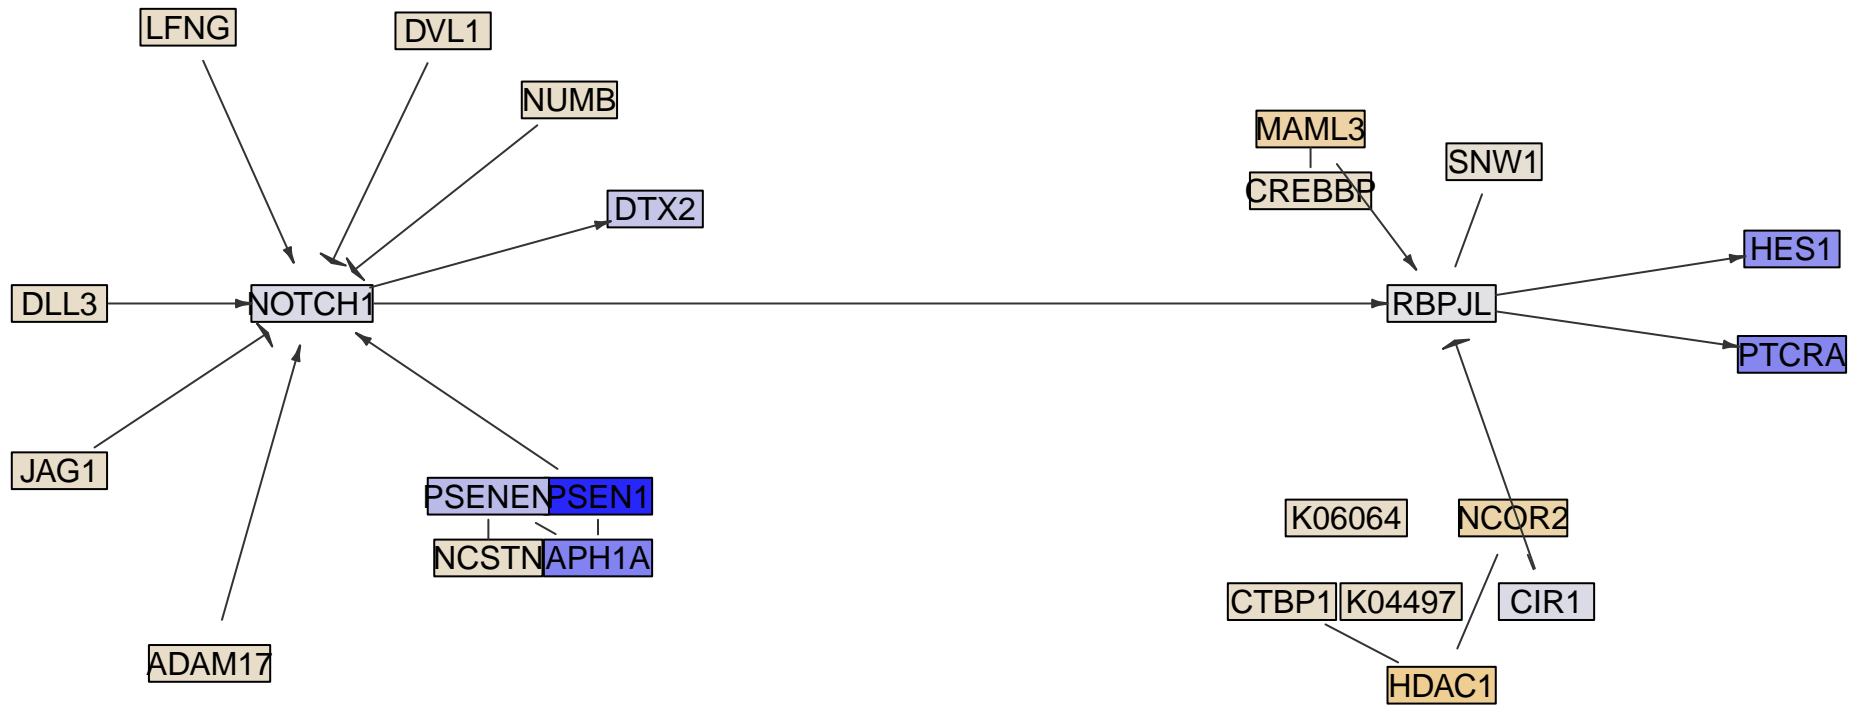 LFNG
DVL1
NUMB
MAML3
SNW1
CREBBP
DTX2
HES1
DLL3
NOTCH1
RBPJL
PTCRA
JAG1
PSENEN
PSEN1
K06064
NCOR2
NCSTN
APH1A
CTBP1
K04497
CIR1
ADAM17
HDAC1